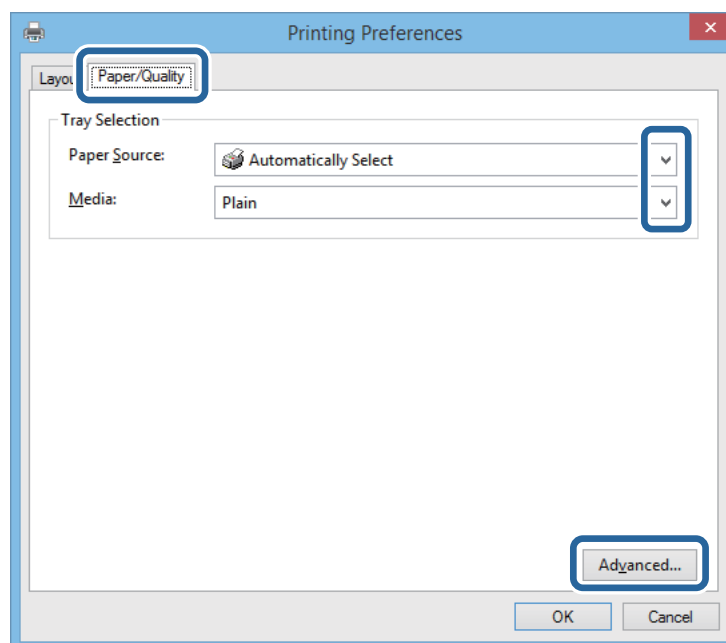 Printing Preferences
Layou
Paper/Quality
Tray Selection
Paper Source:
Automatically Select
Media:
Plain
Advanced...
OK
Cancel